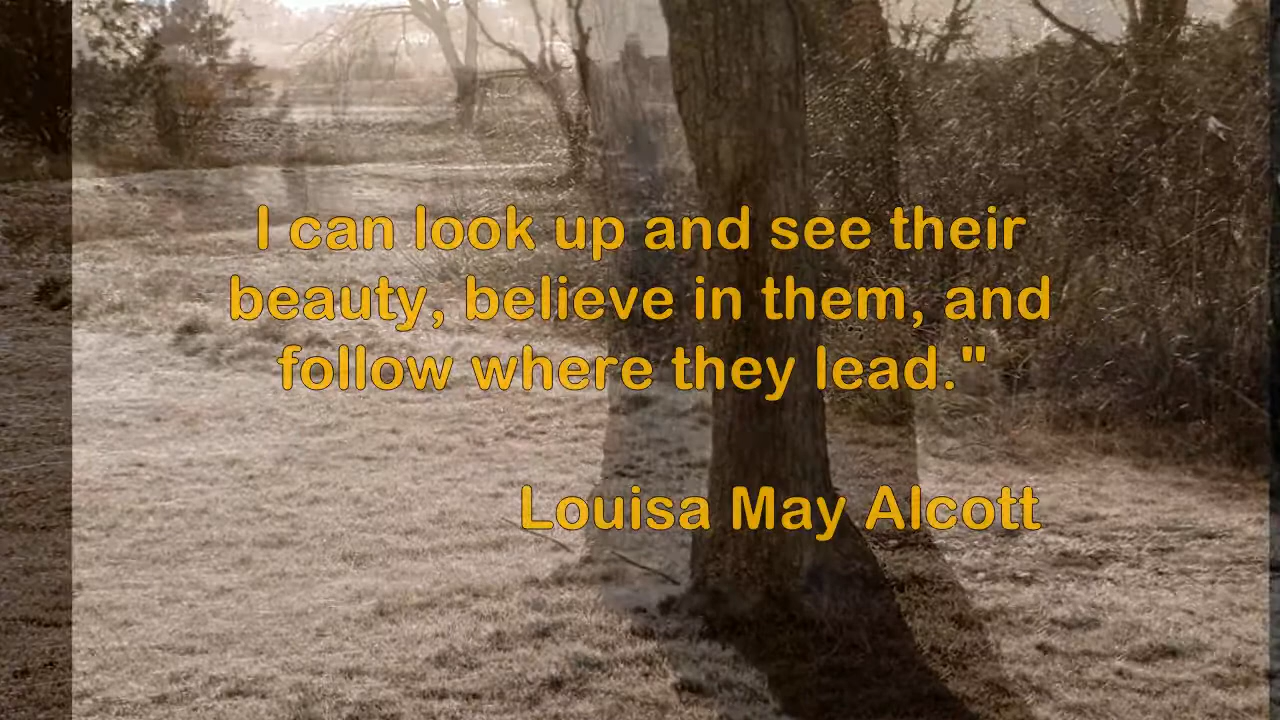 I can look up and see their
beauty, believe in them, and
follow where they lead."
Louisa May Alcott